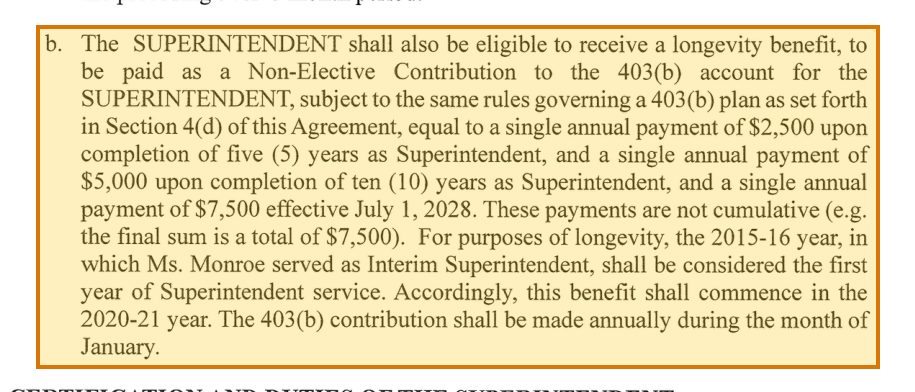 b. The SUPERINTENDENT shall also be eligible to receive a longevity benefit, to
be paid as a Non-Elective Contribution to the 403(b) account for the
SUPERINTENDENT, subject to the same rules governing a 403(b) plan as set forth
in Section 4(d) of this Agreement, equal to a single annual payment of $2,500 upon
completion of five (5) years as Superintendent, and a single annual payment of
$5,000 upon completion of ten (10) years as Superintendent, and a single annual
payment of $7,500 effective July 1, 2028. These payments are not cumulative (e.g.
the final sum is a total of $7,500). For purposes of longevity, the 2015-16 year, in
which Ms. Monroe served as Interim Superintendent, shall be considered the first
year of Superintendent service. Accordingly, this benefit shall commence in the
2020-21 year. The 403(b) contribution shall be made annually during the month of
January.